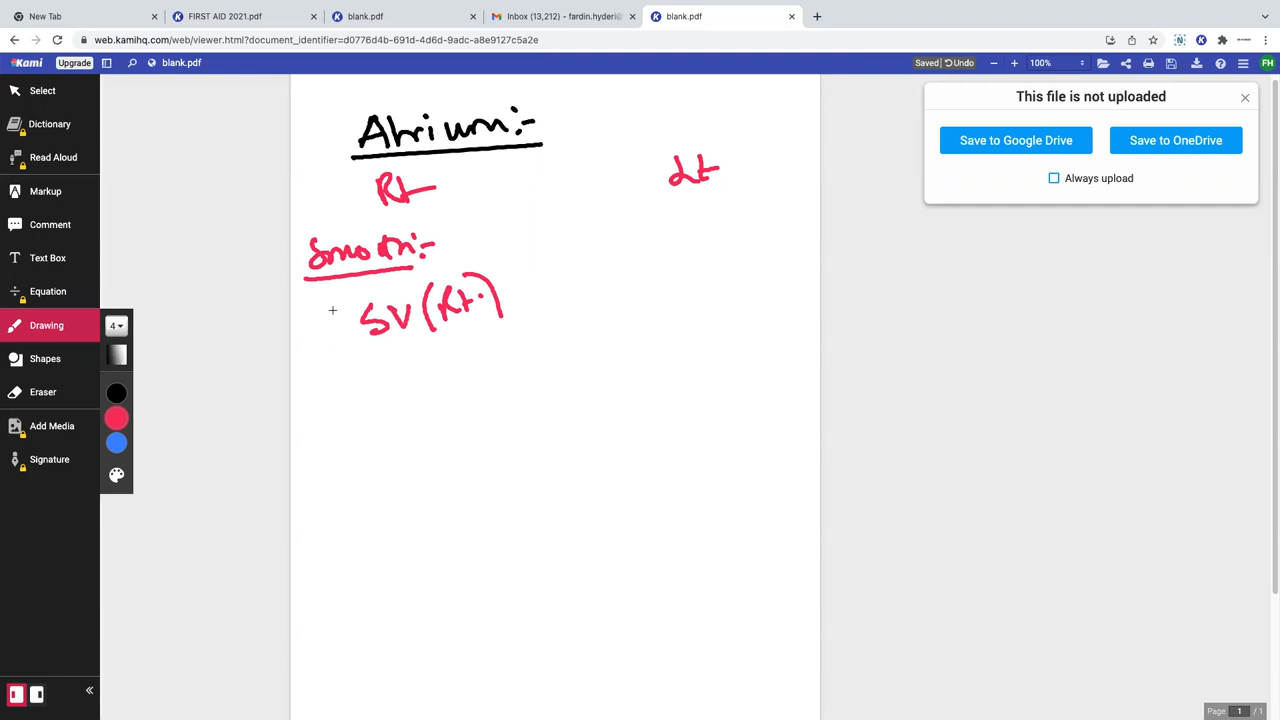 New Tab
FIRST AID 2021.pdf
blank.pdf
Inbox (13,212) - fardin.hyderi@
blank.pdf
web.kamihq.com/web/viewer.html?document_identifier=d0776d4b-691d-4d6d-9adc-a8e9127c5a2e
Kami Upgrade blank.pdf Saved | Undo 100% FH
Select
Dictionary
Read Aloud
Markup
Comment
Text Box
Equation
Drawing
4
Shapes
Eraser
Add Media
Signature
Atrium:-
Rt Lt
Smooth:-
SV (Rt.)
This file is not uploaded
Save to Google Drive Save to OneDrive
Always upload
Page 1 / 1